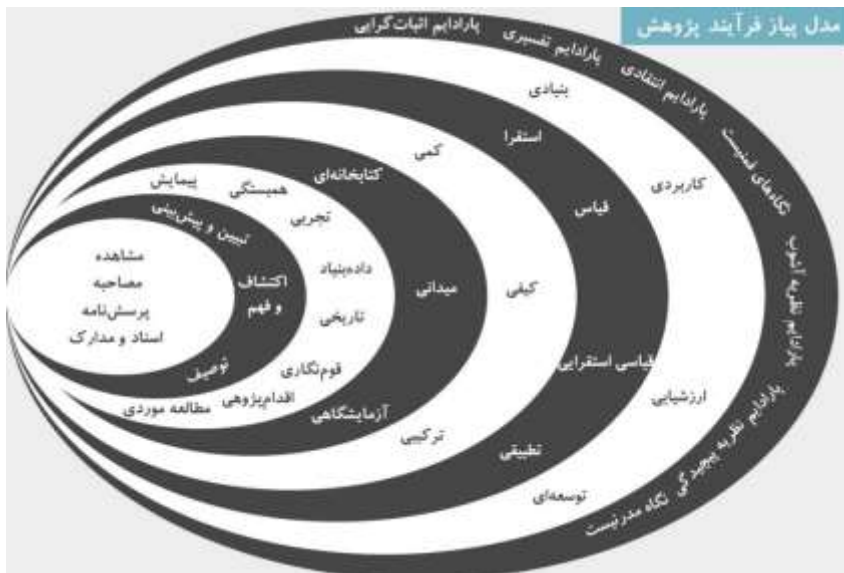 مدل پیاز فرآیند پژوهش
پارادایم اثبات‌گرایی
پارادایم تفسیری
پارادایم انتقادی
نگاه‌های فمنیست
پارادایم نظریه آشوب
پارادایم نظریه پیچیدگی
نگاه مدرنیست
بنیادی
کاربردی
ارزشیابی
توسعه‌ای
استقرا
قیاس
قیاسی استقرایی
تطبیقی
کمی
کیفی
ترکیبی
کتابخانه‌ای
میدانی
آزمایشگاهی
پیمایش
همبستگی
تجربی
داده‌بنیاد
تاریخی
قوم‌نگاری
اقدام‌پژوهی
مطالعه موردی
تبیین و پیش‌بینی
اکتشاف
و فهم
توصیف
مشاهده
مصاحبه
پرسش‌نامه
اسناد و مدارک